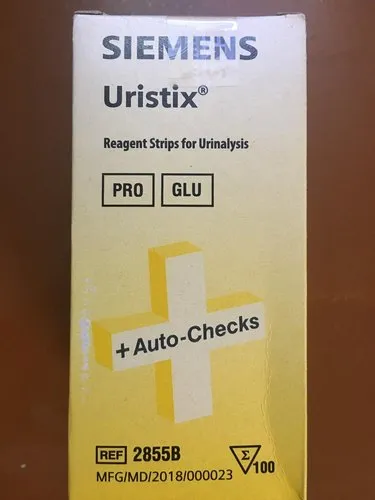 SIEMENS
Uristix®
Reagent Strips for Urinalysis
PRO GLU
+Auto-Checks
REF 2855B Σ 100
MFG/MD/2018/000023